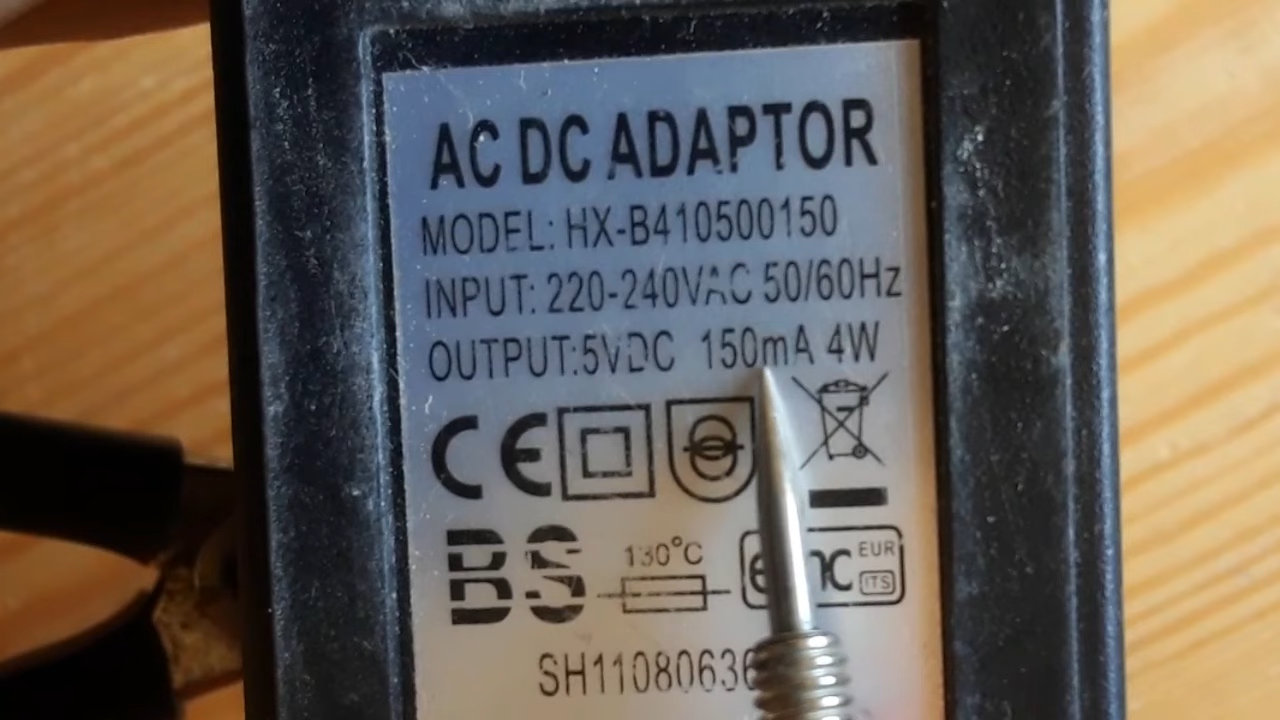 AC DC ADAPTOR
MODEL: HX-B410500150
INPUT: 220-240VAC 50/60Hz
OUTPUT:5VDC 150mA 4W
CE
BS
130°C
EUR
ITS